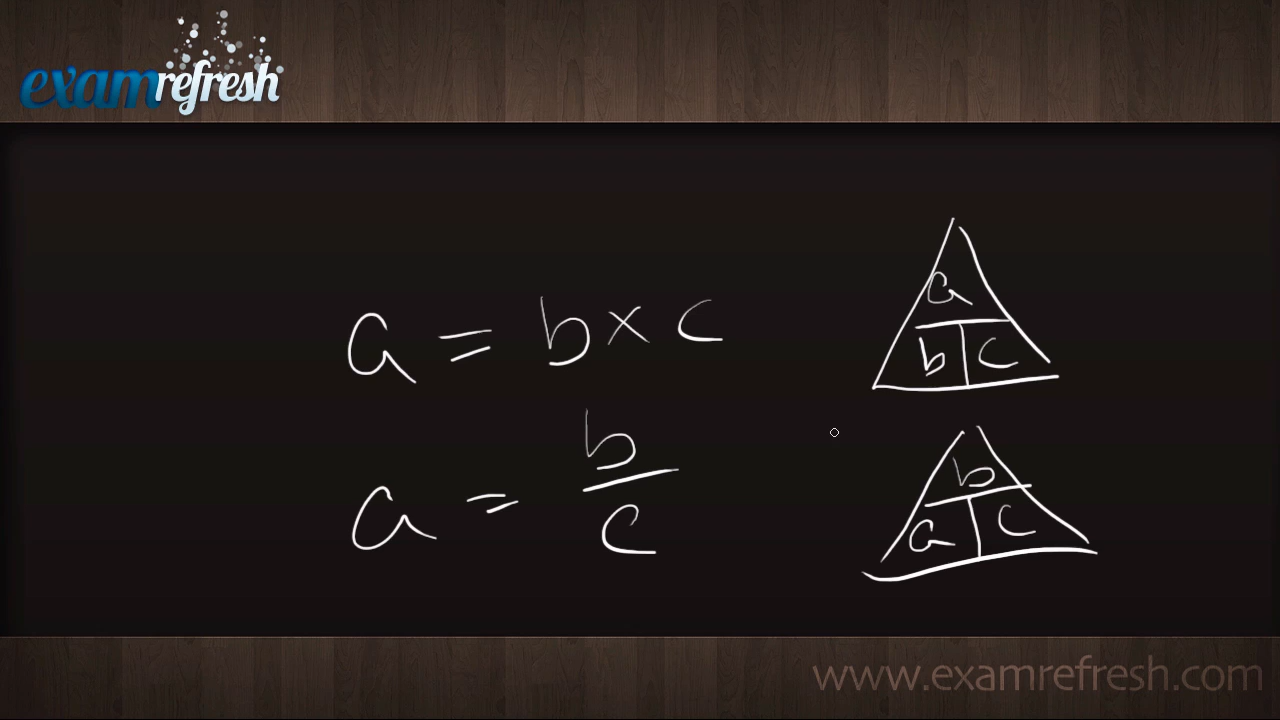 examrefresh
a = b × c
a
b c
a = b/c
b
a c
www.examrefresh.com